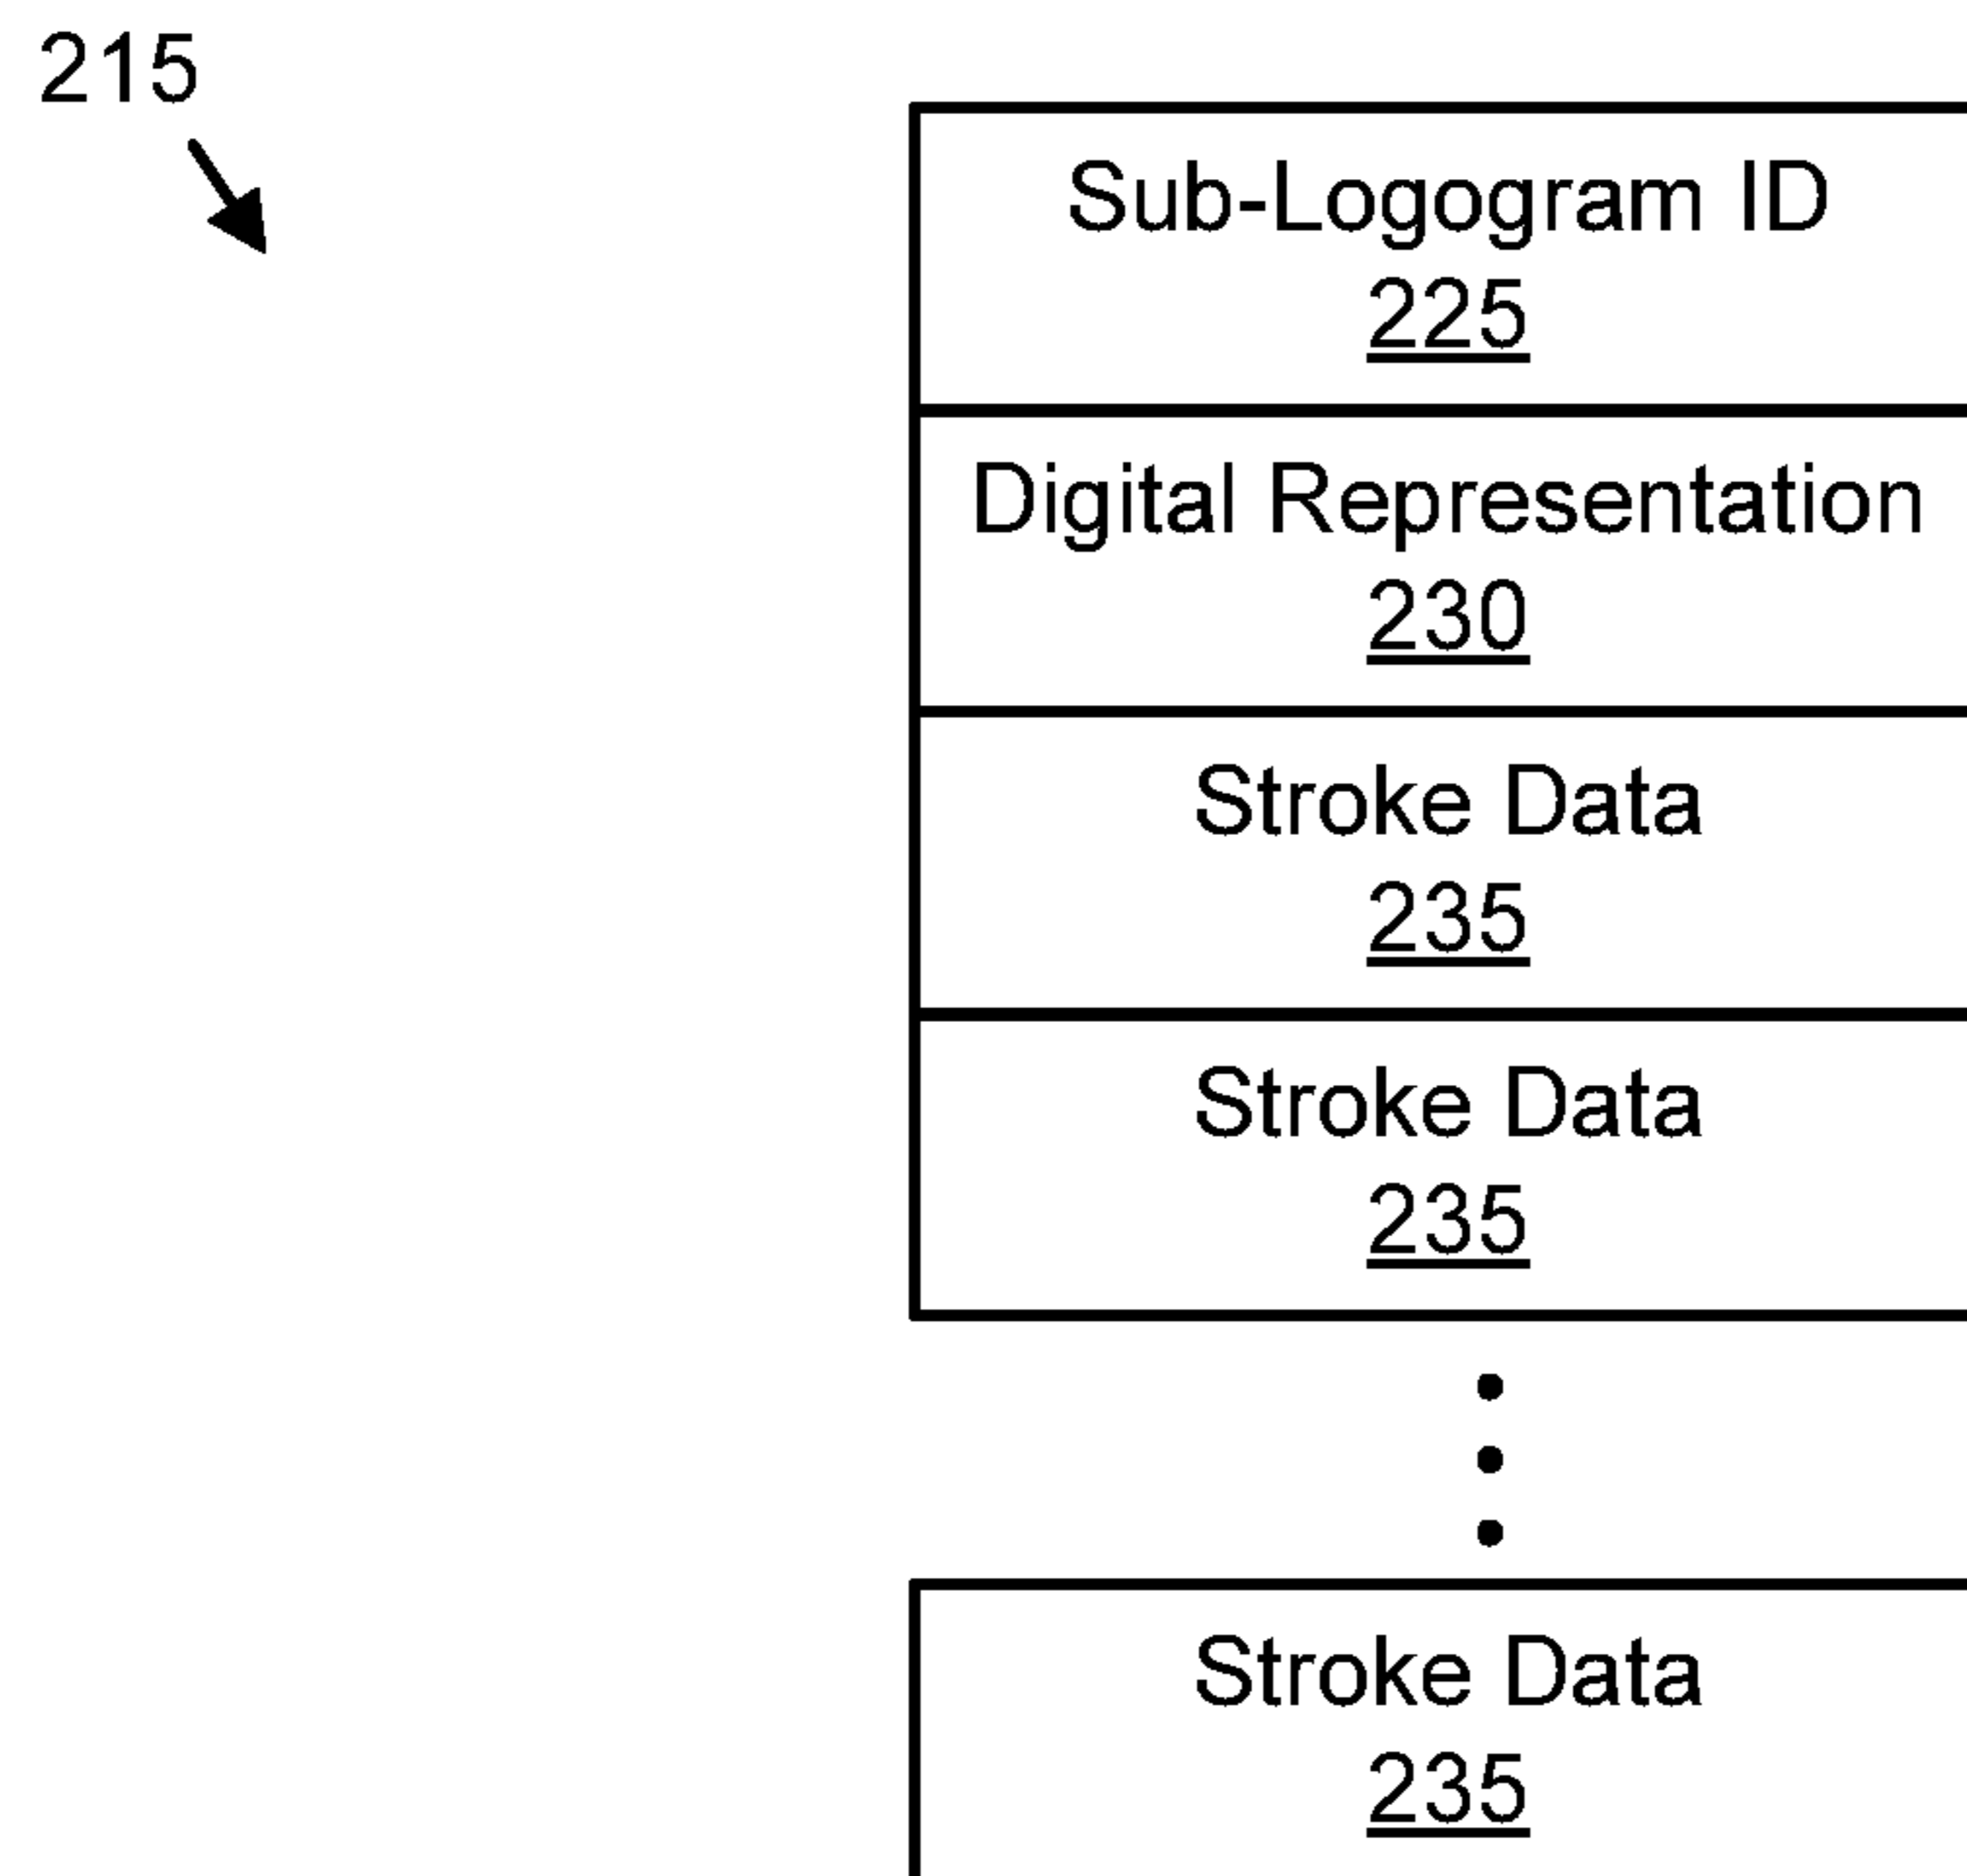 215
Sub-Logogram ID
225
Digital Representation
230
Stroke Data
235
Stroke Data
235
Stroke Data
235